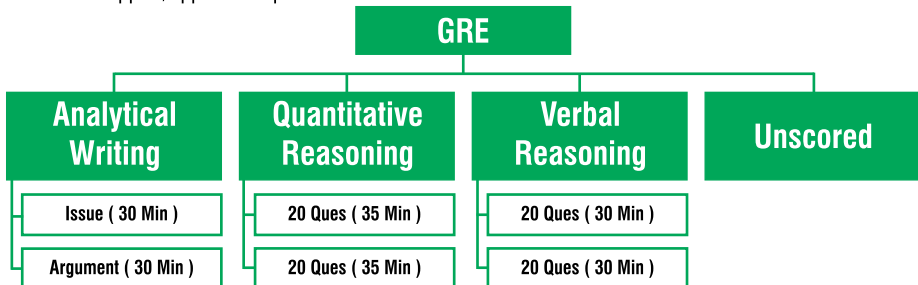 GRE
Analytical
Writing
Quantitative
Reasoning
Verbal
Reasoning
Unscored
Issue ( 30 Min )
20 Ques ( 35 Min )
20 Ques ( 30 Min )
Argument ( 30 Min )
20 Ques ( 35 Min )
20 Ques ( 30 Min )